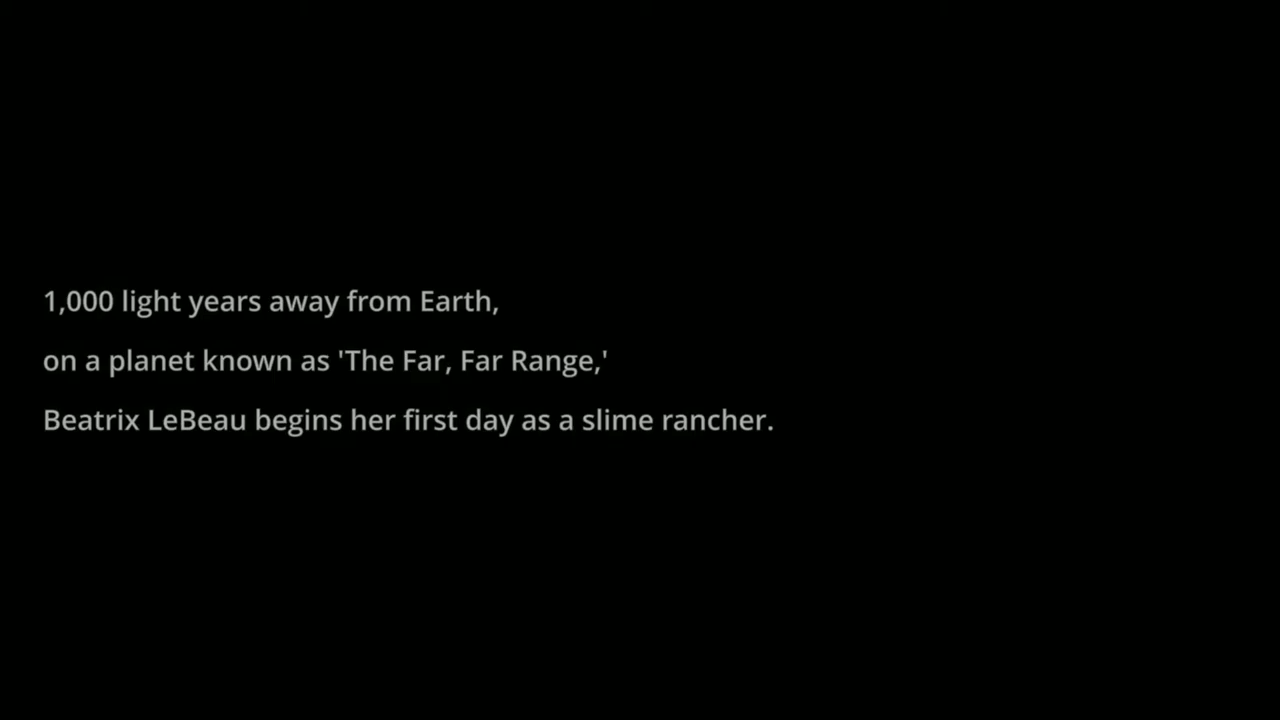 1,000 light years away from Earth,
on a planet known as 'The Far, Far Range,'
Beatrix LeBeau begins her first day as a slime rancher.